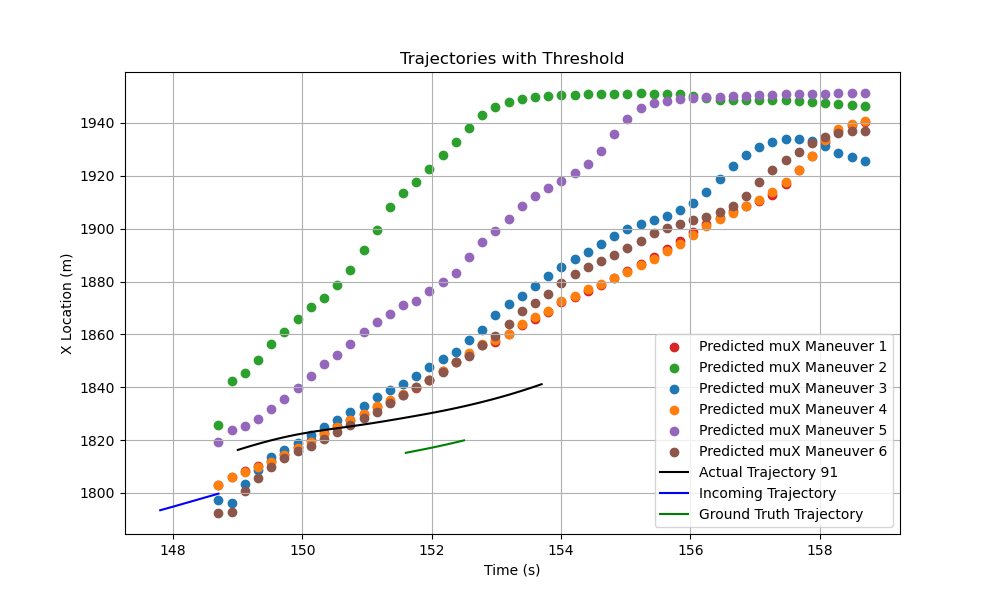 Trajectories with Threshold
X Location (m)
1940
1920
1900
1880
1860
1840
1820
1800
148
150
152
154
156
158
Time (s)
Predicted muX Maneuver 1
Predicted muX Maneuver 2
Predicted muX Maneuver 3
Predicted muX Maneuver 4
Predicted muX Maneuver 5
Predicted muX Maneuver 6
Actual Trajectory 91
Incoming Trajectory
Ground Truth Trajectory